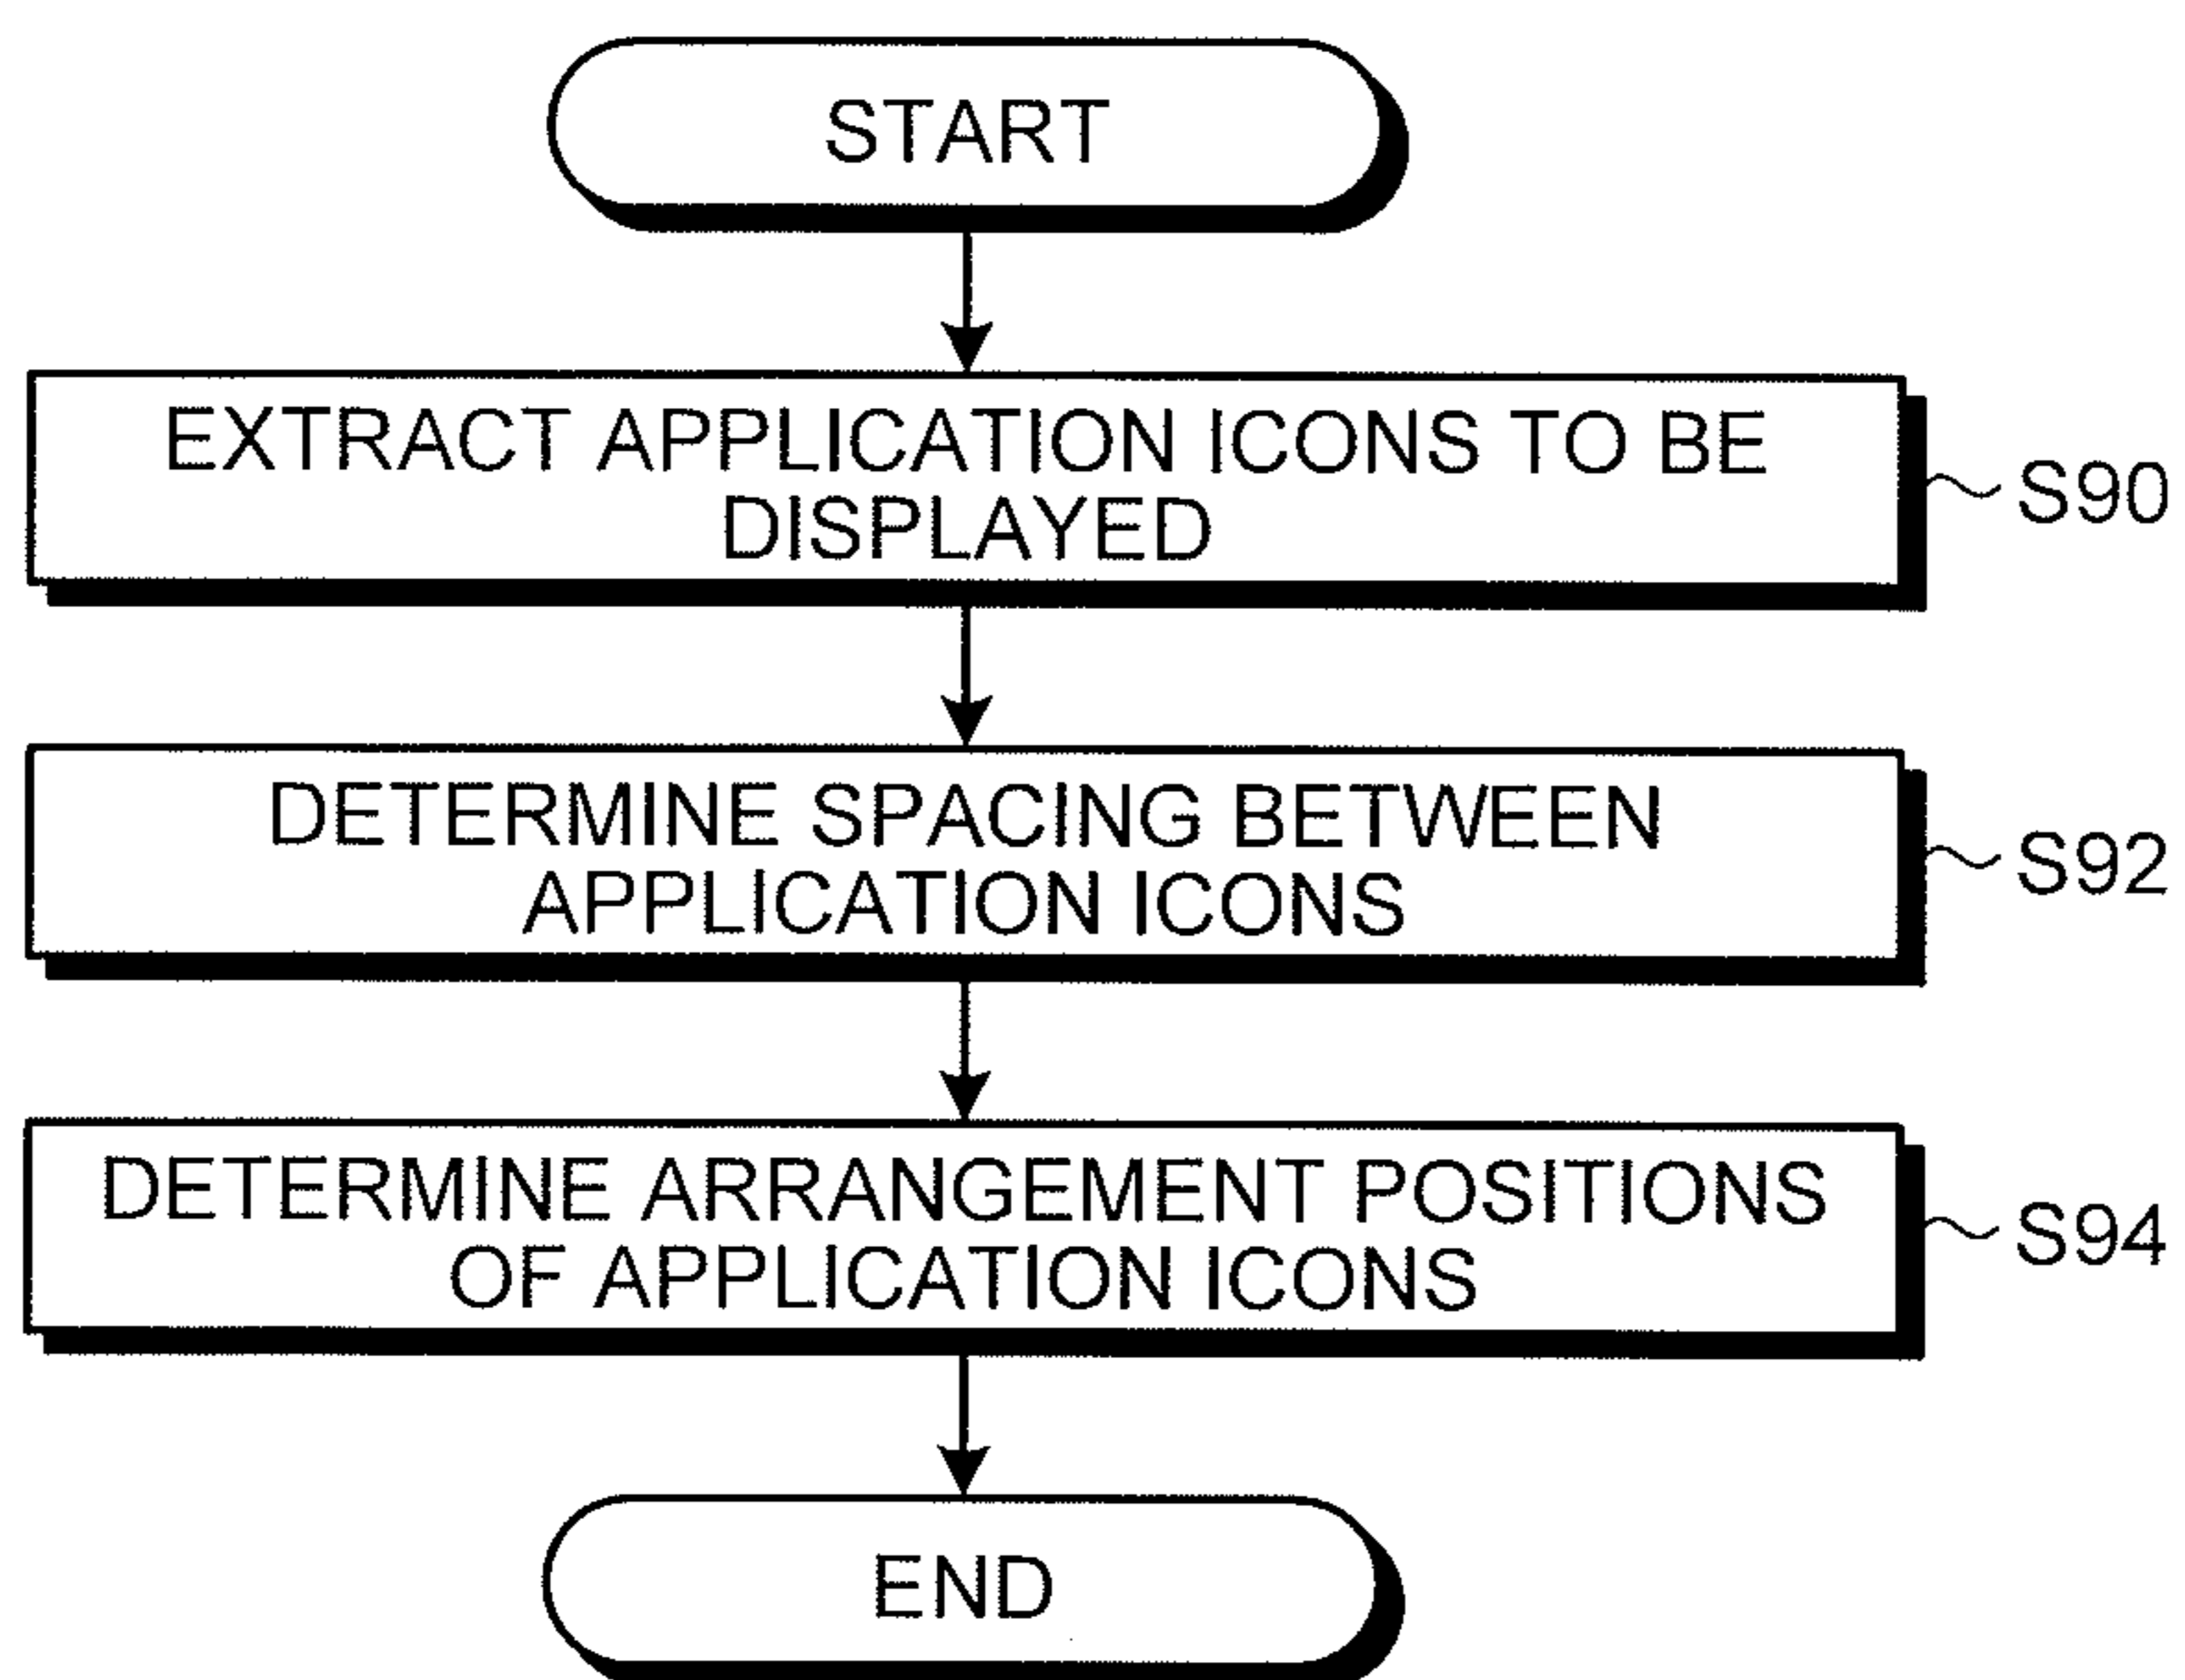 START
EXTRACT APPLICATION ICONS TO BE
DISPLAYED
S90
DETERMINE SPACING BETWEEN
APPLICATION ICONS
S92
DETERMINE ARRANGEMENT POSITIONS
OF APPLICATION ICONS
S94
END